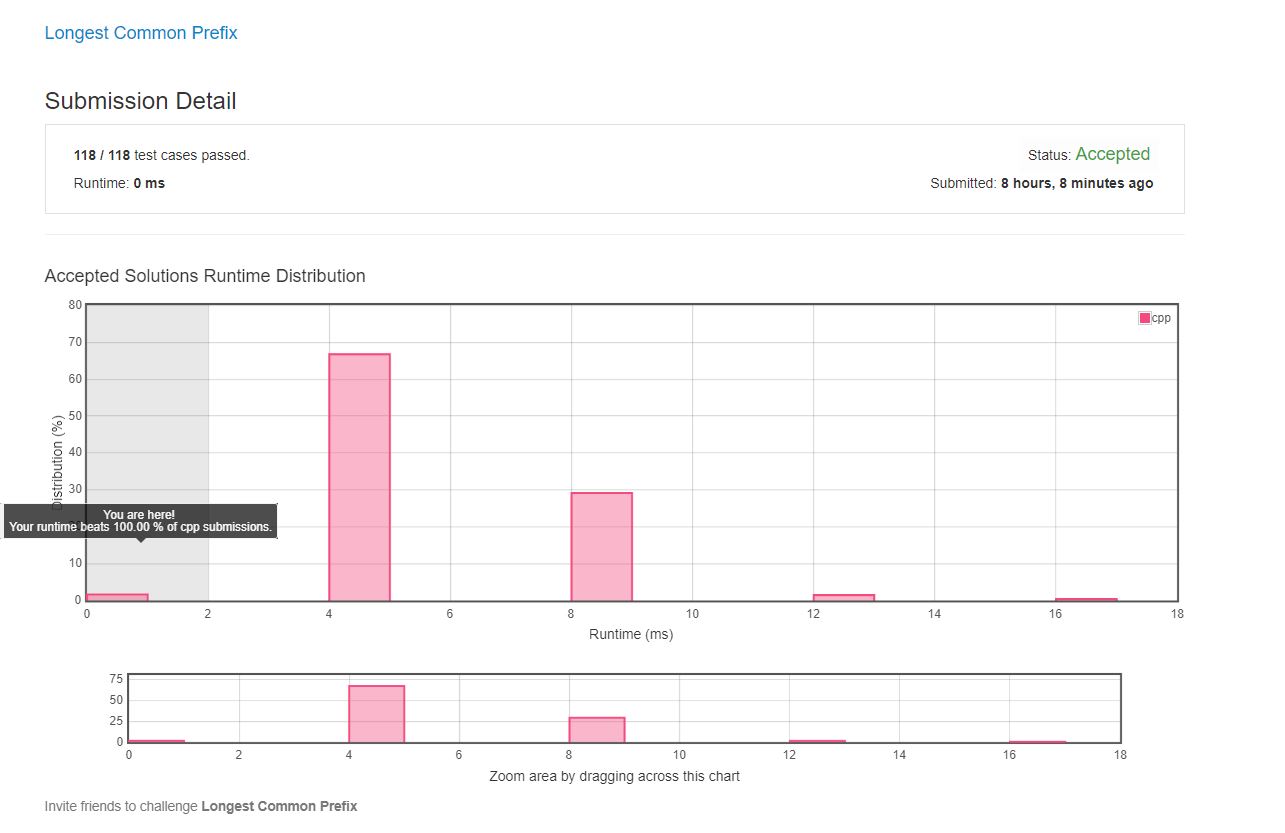 Longest Common Prefix
Submission Detail
118 / 118 test cases passed.
Status: Accepted
Runtime: 0 ms
Submitted: 8 hours, 8 minutes ago
Accepted Solutions Runtime Distribution
80
70
60
50
40
30
10
0
Distribution (%)
cpp
You are here!
Your runtime beats 100.00 % of cpp submissions.
0 2 4 6 8 10 12 14 16 18
Runtime (ms)
75
50
25
0
0 2 4 6 8 10 12 14 16 18
Zoom area by dragging across this chart
Invite friends to challenge Longest Common Prefix